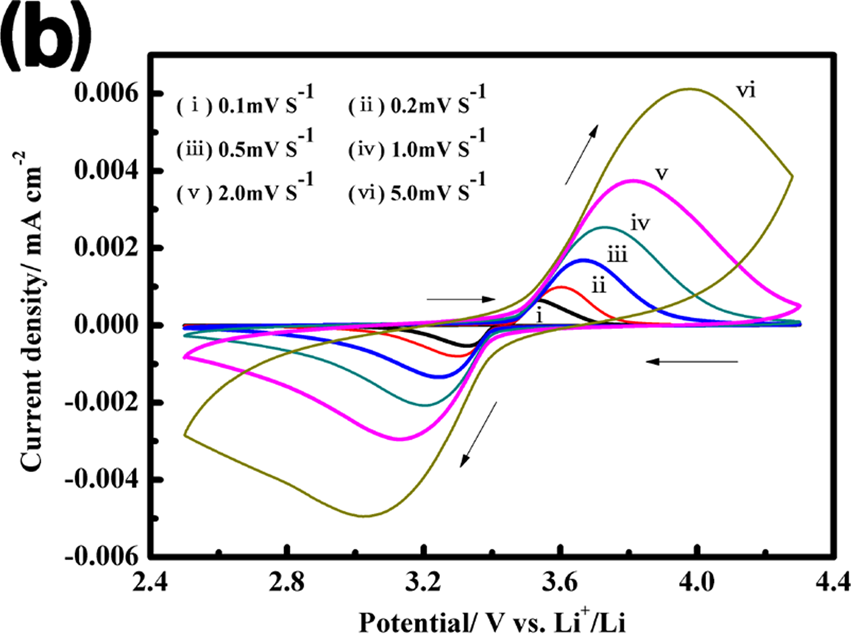 (b)
(i) 0.1mV S⁻¹ (ii) 0.2mV S⁻¹
(iii) 0.5mV S⁻¹ (iv) 1.0mV S⁻¹
(v) 2.0mV S⁻¹ (vi) 5.0mV S⁻¹
vi
v
iv
iii
ii
i
Current density/ mA cm⁻²
0.006
0.004
0.002
0.000
-0.002
-0.004
-0.006
2.4 2.8 3.2 3.6 4.0 4.4
Potential/ V vs. Li⁺/Li